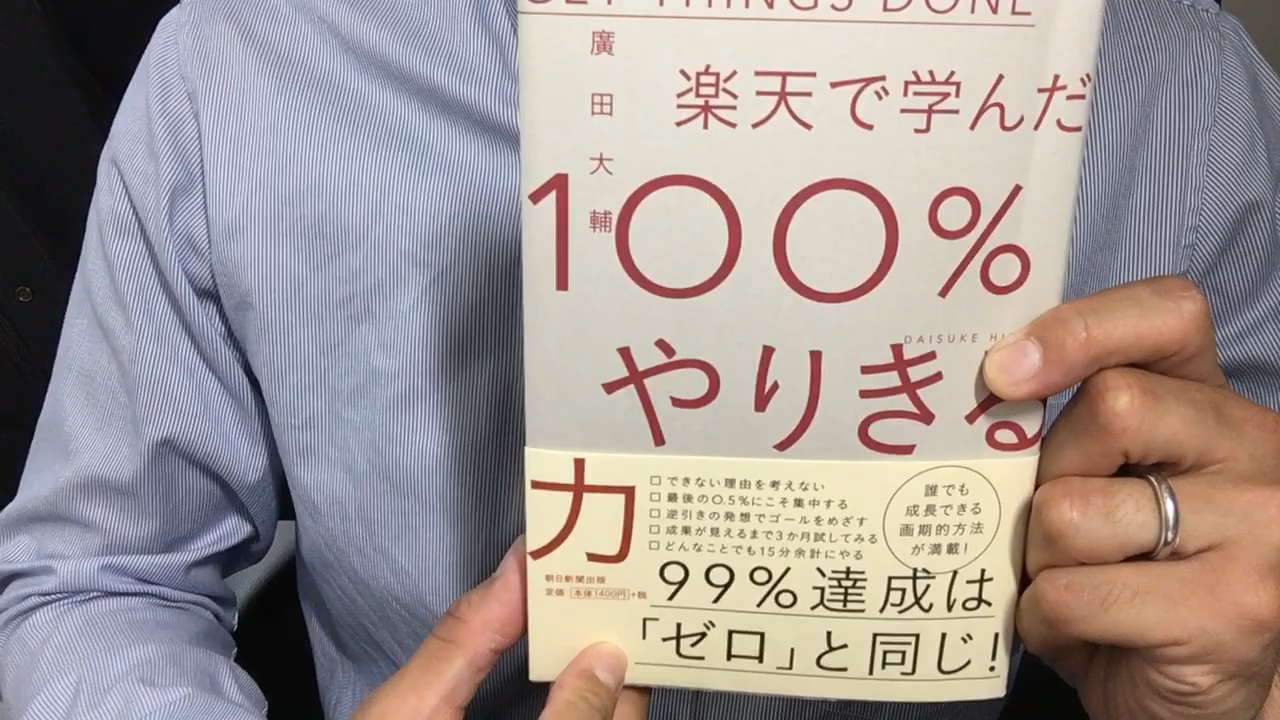 GET THINGS DONE
廣田大輔
楽天で学んだ
100%
DAISUKE
やりきる
力
□ できない理由を考えない
□ 最後の0.5%にこそ集中する
□ 逆引きの発想でゴールをめざす
□ 成果が見えるまで3か月試してみる
□ どんなことでも15分余計にやる
誰でも
成長できる
画期的方法
が満載!
朝日新聞出版
定価 本体1400円+税
99%達成は
「ゼロ」と同じ!